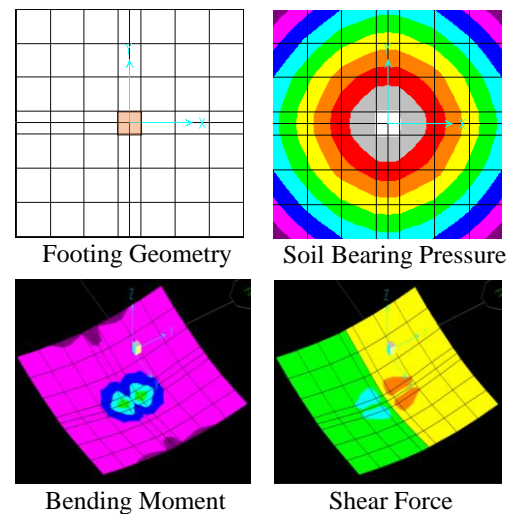 Y
X
Footing Geometry
Y
X
Soil Bearing Pressure
Z
Bending Moment
Z
Shear Force